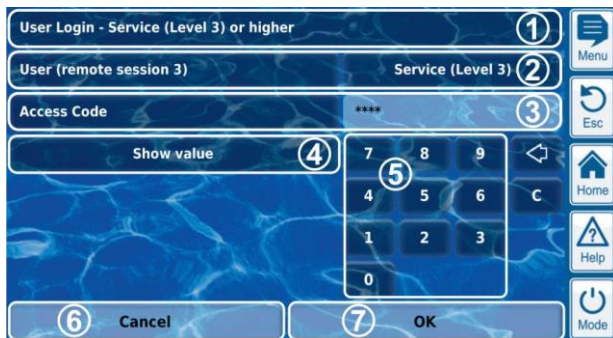 User Login - Service (Level 3) or higher ①
Menu
User (remote session 3) Service (Level 3) ②
Access Code **** ③
Esc
Show value ④
7 8 9
⑤
Home
4 5 6 C
1 2 3
Help
0
⑥ Cancel ⑦ OK
Mode